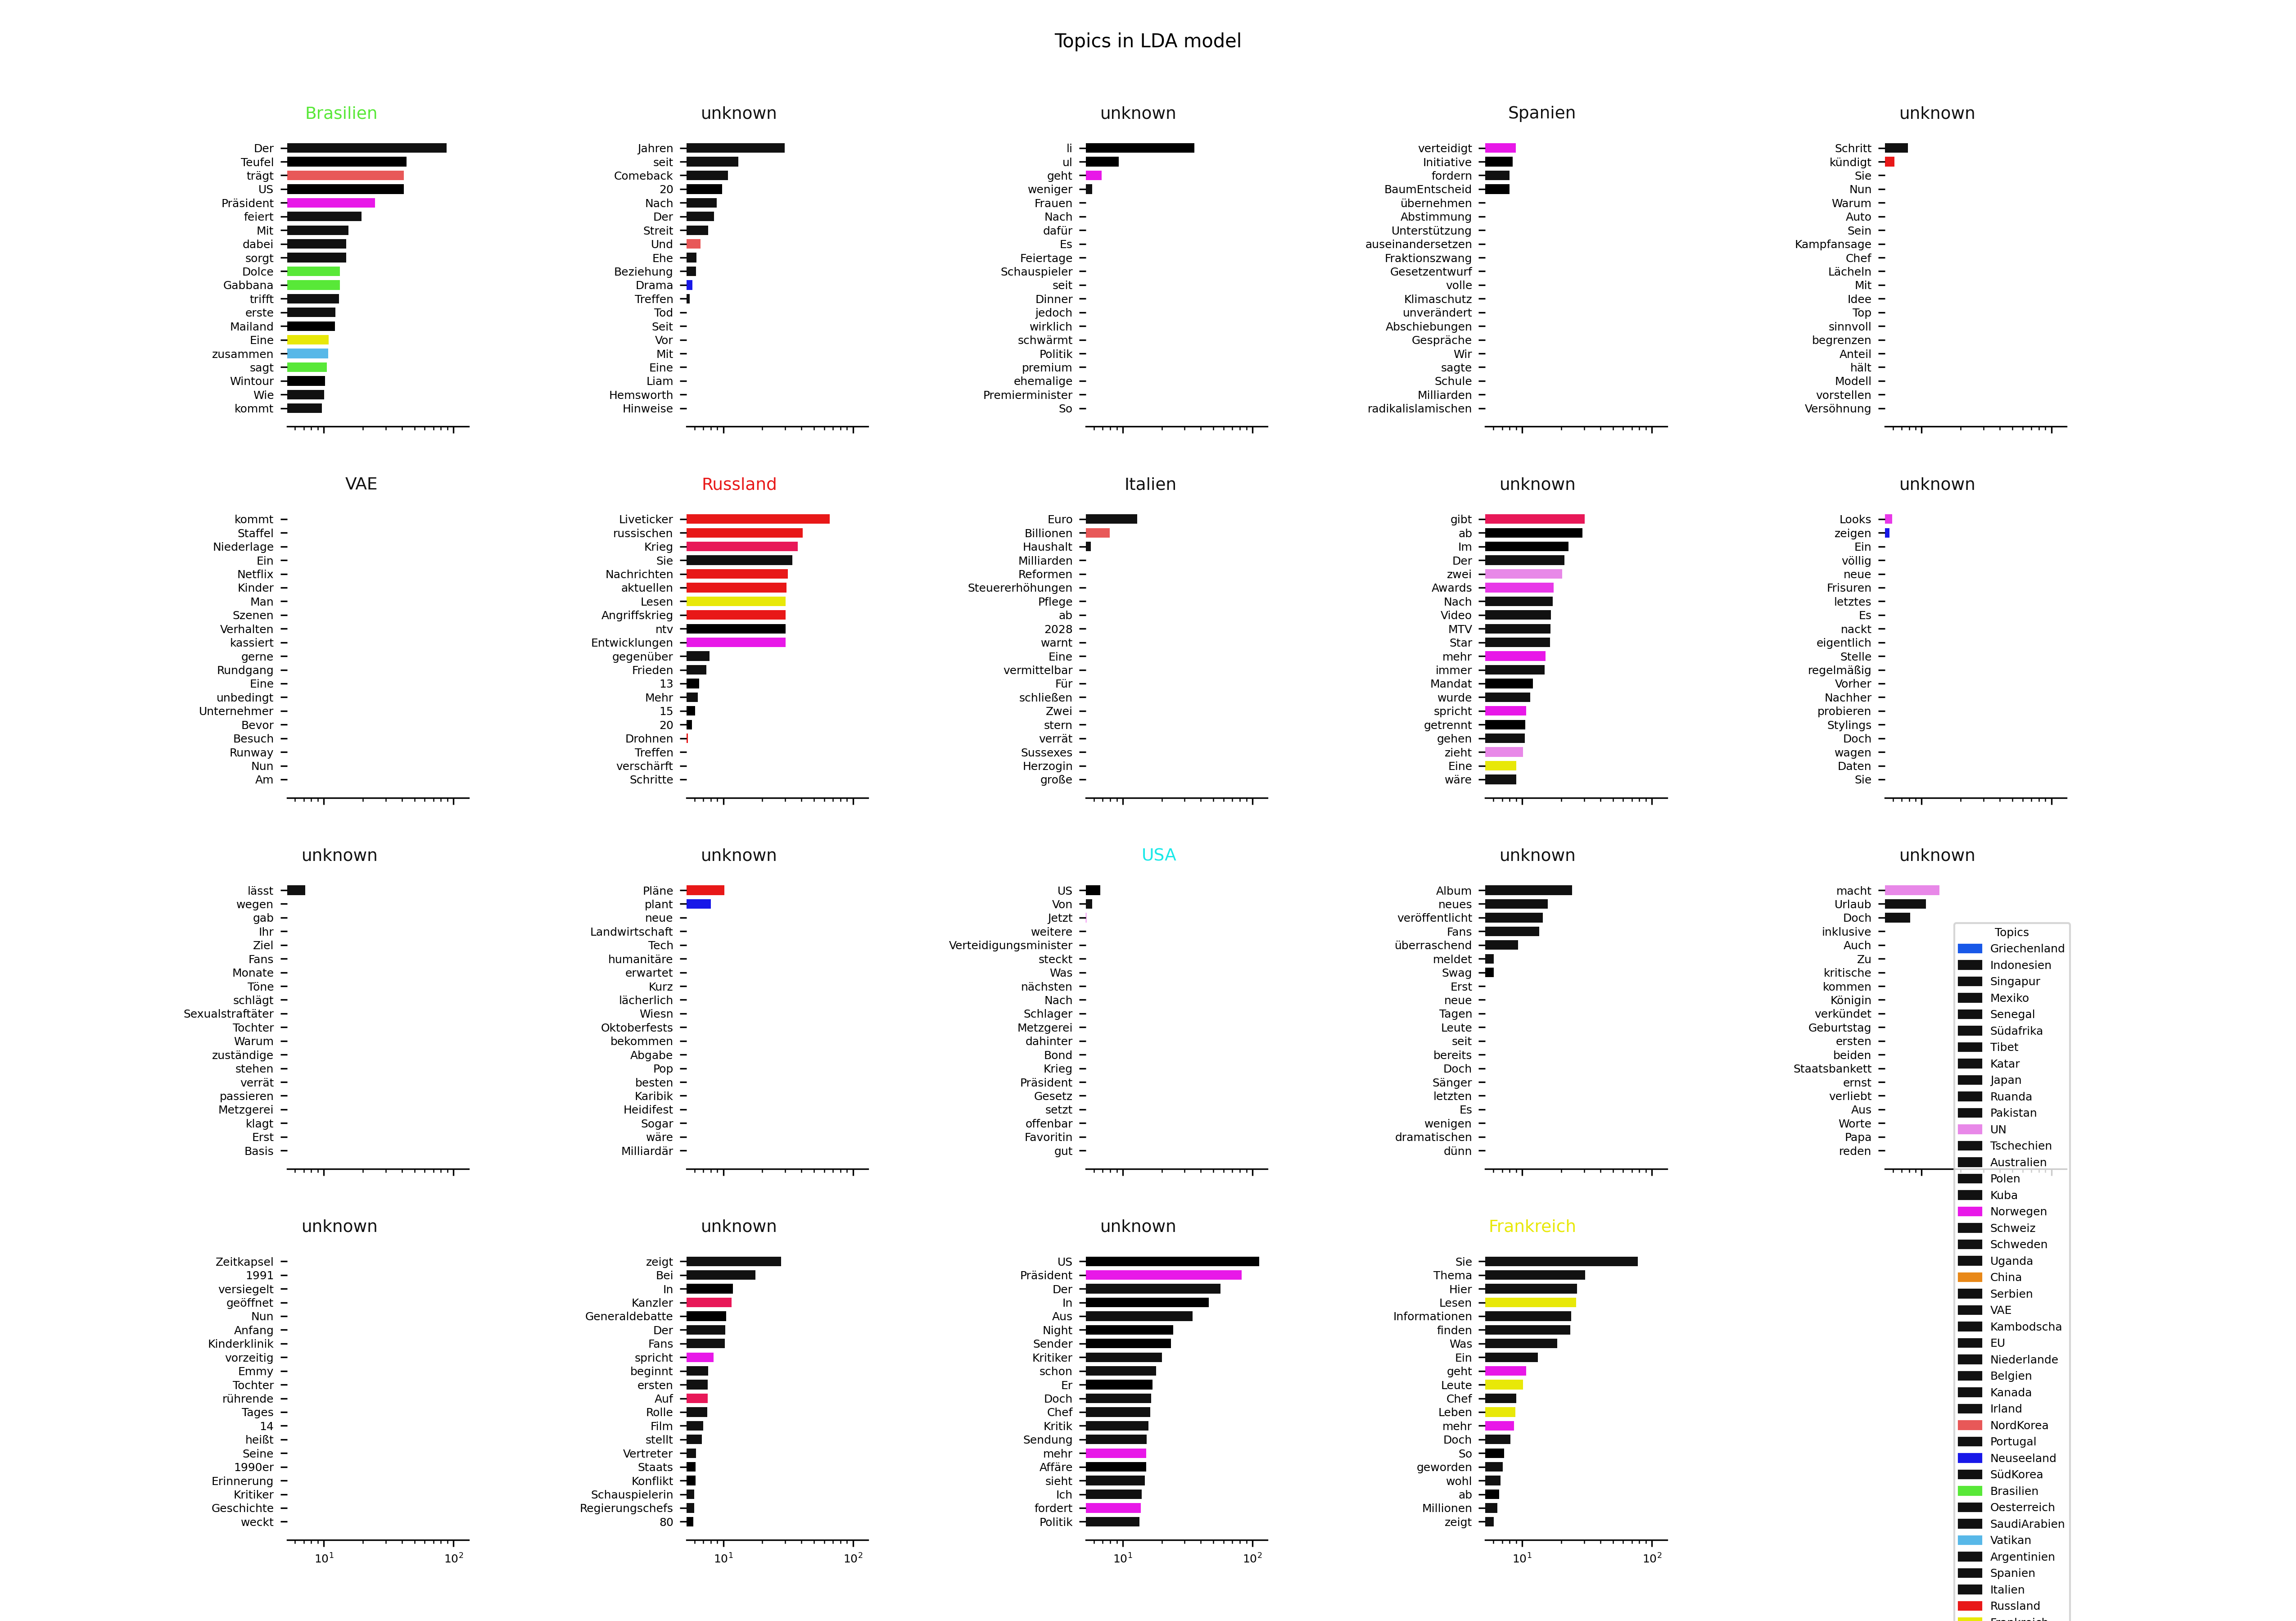 Topics in LDA model
Brasilien
Der
Teufel
trägt
US
Präsident
feiert
Mit
dabei
sorgt
Dolce
Gabbana
trifft
erste
Mailand
Eine
zusammen
sagt
Wintour
Wie
kommt
unknown
Jahren
seit
Comeback
20
Nach
Der
Streit
Und
Ehe
Beziehung
Drama
Treffen
Tod
Seit
Vor
Mit
Eine
Liam
Hemsworth
Hinweise
unknown
li
ul
geht
weniger
Frauen
Nach
dafür
Es
Feiertage
Schauspieler
seit
Dinner
jedoch
wirklich
schwärmt
Politik
premium
ehemalige
Premierminister
So
Spanien
verteidigt
Initiative
fordern
BaumEntscheid
übernehmen
Abstimmung
Unterstützung
auseinandersetzen
Fraktionszwang
Gesetzentwurf
volle
Klimaschutz
unverändert
Abschiebungen
Gespräche
Wir
sagte
Schule
Milliarden
radikalislamischen
unknown
Schritt
kündigt
Sie
Nun
Warum
Auto
Sein
Kampfansage
Chef
Lächeln
Mit
Idee
Top
sinnvoll
begrenzen
Anteil
hält
Modell
vorstellen
Versöhnung
VAE
kommt
Staffel
Niederlage
Ein
Netflix
Kinder
Man
Szenen
Verhalten
kassiert
gerne
Rundgang
Eine
unbedingt
Unternehmer
Bevor
Besuch
Runway
Nun
Am
Russland
Liveticker
russischen
Krieg
Sie
Nachrichten
aktuellen
Lesen
Angriffskrieg
ntv
Entwicklungen
gegenüber
Frieden
13
Mehr
15
20
Drohnen
Treffen
verschärft
Schritte
Italien
Euro
Billionen
Haushalt
Milliarden
Reformen
Steuererhöhungen
Pflege
ab
2028
warnt
Eine
vermittelbar
Für
schließen
Zwei
stern
verrät
Sussexes
Herzogin
große
unknown
gibt
ab
Im
Der
zwei
Awards
Nach
Video
MTV
Star
mehr
immer
Mandat
wurde
spricht
getrennt
gehen
zieht
Eine
wäre
unknown
Looks
zeigen
Ein
völlig
neue
Frisuren
letztes
Es
nackt
eigentlich
Stelle
regelmäßig
Vorher
Nachher
probieren
Stylings
Doch
wagen
Daten
Sie
unknown
lässt
wegen
gab
Ihr
Ziel
Fans
Monate
Töne
schlägt
Sexualstraftäter
Tochter
Warum
zuständige
stehen
verrät
passieren
Metzgerei
klagt
Erst
Basis
unknown
Pläne
plant
neue
Landwirtschaft
Tech
humanitäre
erwartet
Kurz
lächerlich
Wiesn
Oktoberfests
bekommen
Abgabe
Pop
besten
Karibik
Heidifest
Sogar
wäre
Milliardär
USA
US
Von
Jetzt
weitere
Verteidigungsminister
steckt
Was
nächsten
Nach
Schlager
Metzgerei
dahinter
Bond
Krieg
Präsident
Gesetz
setzt
offenbar
Favoritin
gut
unknown
Album
neues
veröffentlicht
Fans
überraschend
meldet
Swag
Erst
neue
Tagen
Leute
seit
bereits
Doch
Sänger
letzten
Es
wenigen
dramatischen
dünn
unknown
macht
Urlaub
Doch
inklusive
Auch
Zu
kritische
kommen
Königin
verkündet
Geburtstag
ersten
beiden
Staatsbankett
ernst
verliebt
Aus
Worte
Papa
reden
unknown
Zeitkapsel
1991
versiegelt
geöffnet
Nun
Anfang
Kinderklinik
vorzeitig
Emmy
Tochter
rührende
Tages
14
heißt
Seine
1990er
Erinnerung
Kritiker
Geschichte
weckt
10¹ 10²
unknown
zeigt
Bei
In
Kanzler
Generaldebatte
Der
Fans
spricht
beginnt
ersten
Auf
Rolle
Film
stellt
Vertreter
Staats
Konflikt
Schauspielerin
Regierungschefs
80
10¹ 10²
unknown
US
Präsident
Der
In
Aus
Night
Sender
Kritiker
schon
Er
Doch
Chef
Kritik
Sendung
mehr
Affäre
sieht
Ich
fordert
Politik
10¹ 10²
Frankreich
Sie
Thema
Hier
Lesen
Informationen
finden
Was
Ein
geht
Leute
Chef
Leben
mehr
Doch
So
geworden
wohl
ab
Millionen
zeigt
10¹ 10²
Topics
Griechenland
Indonesien
Singapur
Mexiko
Senegal
Südafrika
Tibet
Katar
Japan
Ruanda
Pakistan
UN
Tschechien
Australien
Polen
Kuba
Norwegen
Schweiz
Schweden
Uganda
China
Serbien
VAE
Kambodscha
EU
Niederlande
Belgien
Kanada
Irland
NordKorea
Portugal
Neuseeland
SüdKorea
Brasilien
Oesterreich
SaudiArabien
Vatikan
Argentinien
Spanien
Italien
Russland